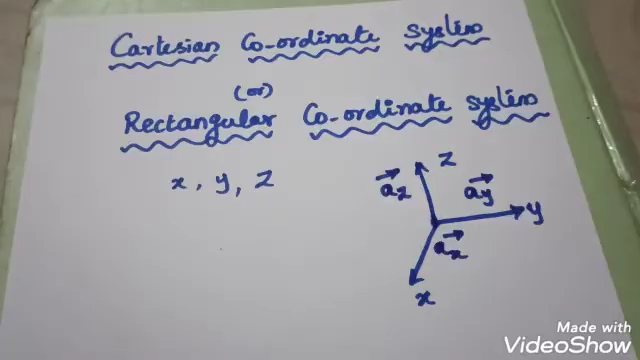 Cartesian Co-ordinate system
(or)
Rectangular Co-ordinate system
x, y, z
z
az
ay
y
ax
x
Made with
VideoShow